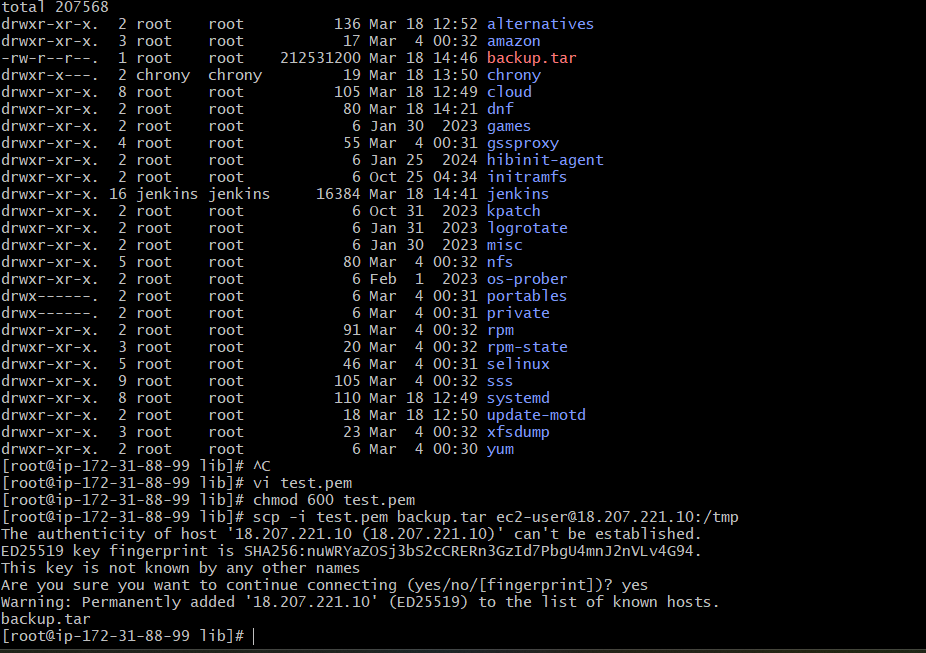 total 207568
drwxr-xr-x.  2 root    root          136 Mar 18 12:52 alternatives
drwxr-xr-x.  3 root    root           17 Mar  4 00:32 amazon
-rw-r--r--.  1 root    root    212531200 Mar 18 14:46 backup.tar
drwxr-x---.  2 chrony  chrony         19 Mar 18 13:50 chrony
drwxr-xr-x.  8 root    root          105 Mar 18 12:49 cloud
drwxr-xr-x.  2 root    root           80 Mar 18 14:21 dnf
drwxr-xr-x.  2 root    root            6 Jan 30  2023 games
drwxr-xr-x.  4 root    root           55 Mar  4 00:31 gssproxy
drwxr-xr-x.  2 root    root            6 Jan 25  2024 hibinit-agent
drwxr-xr-x.  2 root    root            6 Oct 25 04:34 initramfs
drwxr-xr-x. 16 jenkins jenkins     16384 Mar 18 14:41 jenkins
drwxr-xr-x.  2 root    root            6 Oct 31  2023 kpatch
drwxr-xr-x.  2 root    root            6 Jan 31  2023 logrotate
drwxr-xr-x.  2 root    root            6 Jan 30  2023 misc
drwxr-xr-x.  5 root    root           80 Mar  4 00:32 nfs
drwxr-xr-x.  2 root    root            6 Feb  1  2023 os-prober
drwx------.  2 root    root            6 Mar  4 00:31 portables
drwx------.  2 root    root            6 Mar  4 00:31 private
drwxr-xr-x.  2 root    root           91 Mar  4 00:32 rpm
drwxr-xr-x.  3 root    root           20 Mar  4 00:32 rpm-state
drwxr-xr-x.  5 root    root           46 Mar  4 00:31 selinux
drwxr-xr-x.  9 root    root          105 Mar  4 00:32 sss
drwxr-xr-x.  8 root    root          110 Mar 18 12:49 systemd
drwxr-xr-x.  2 root    root           18 Mar 18 12:50 update-motd
drwxr-xr-x.  3 root    root           23 Mar  4 00:32 xfsdump
drwxr-xr-x.  2 root    root            6 Mar  4 00:30 yum
[root@ip-172-31-88-99 lib]# ^C
[root@ip-172-31-88-99 lib]# vi test.pem
[root@ip-172-31-88-99 lib]# chmod 600 test.pem
[root@ip-172-31-88-99 lib]# scp -i test.pem backup.tar ec2-user@18.207.221.10:/tmp
The authenticity of host '18.207.221.10 (18.207.221.10)' can't be established.
ED25519 key fingerprint is SHA256:nuWRYaZOSj3bS2cCRERn3GzId7PbgU4mnJ2nVLv4G94.
This key is not known by any other names
Are you sure you want to continue connecting (yes/no/[fingerprint])? yes
Warning: Permanently added '18.207.221.10' (ED25519) to the list of known hosts.
backup.tar
[root@ip-172-31-88-99 lib]#